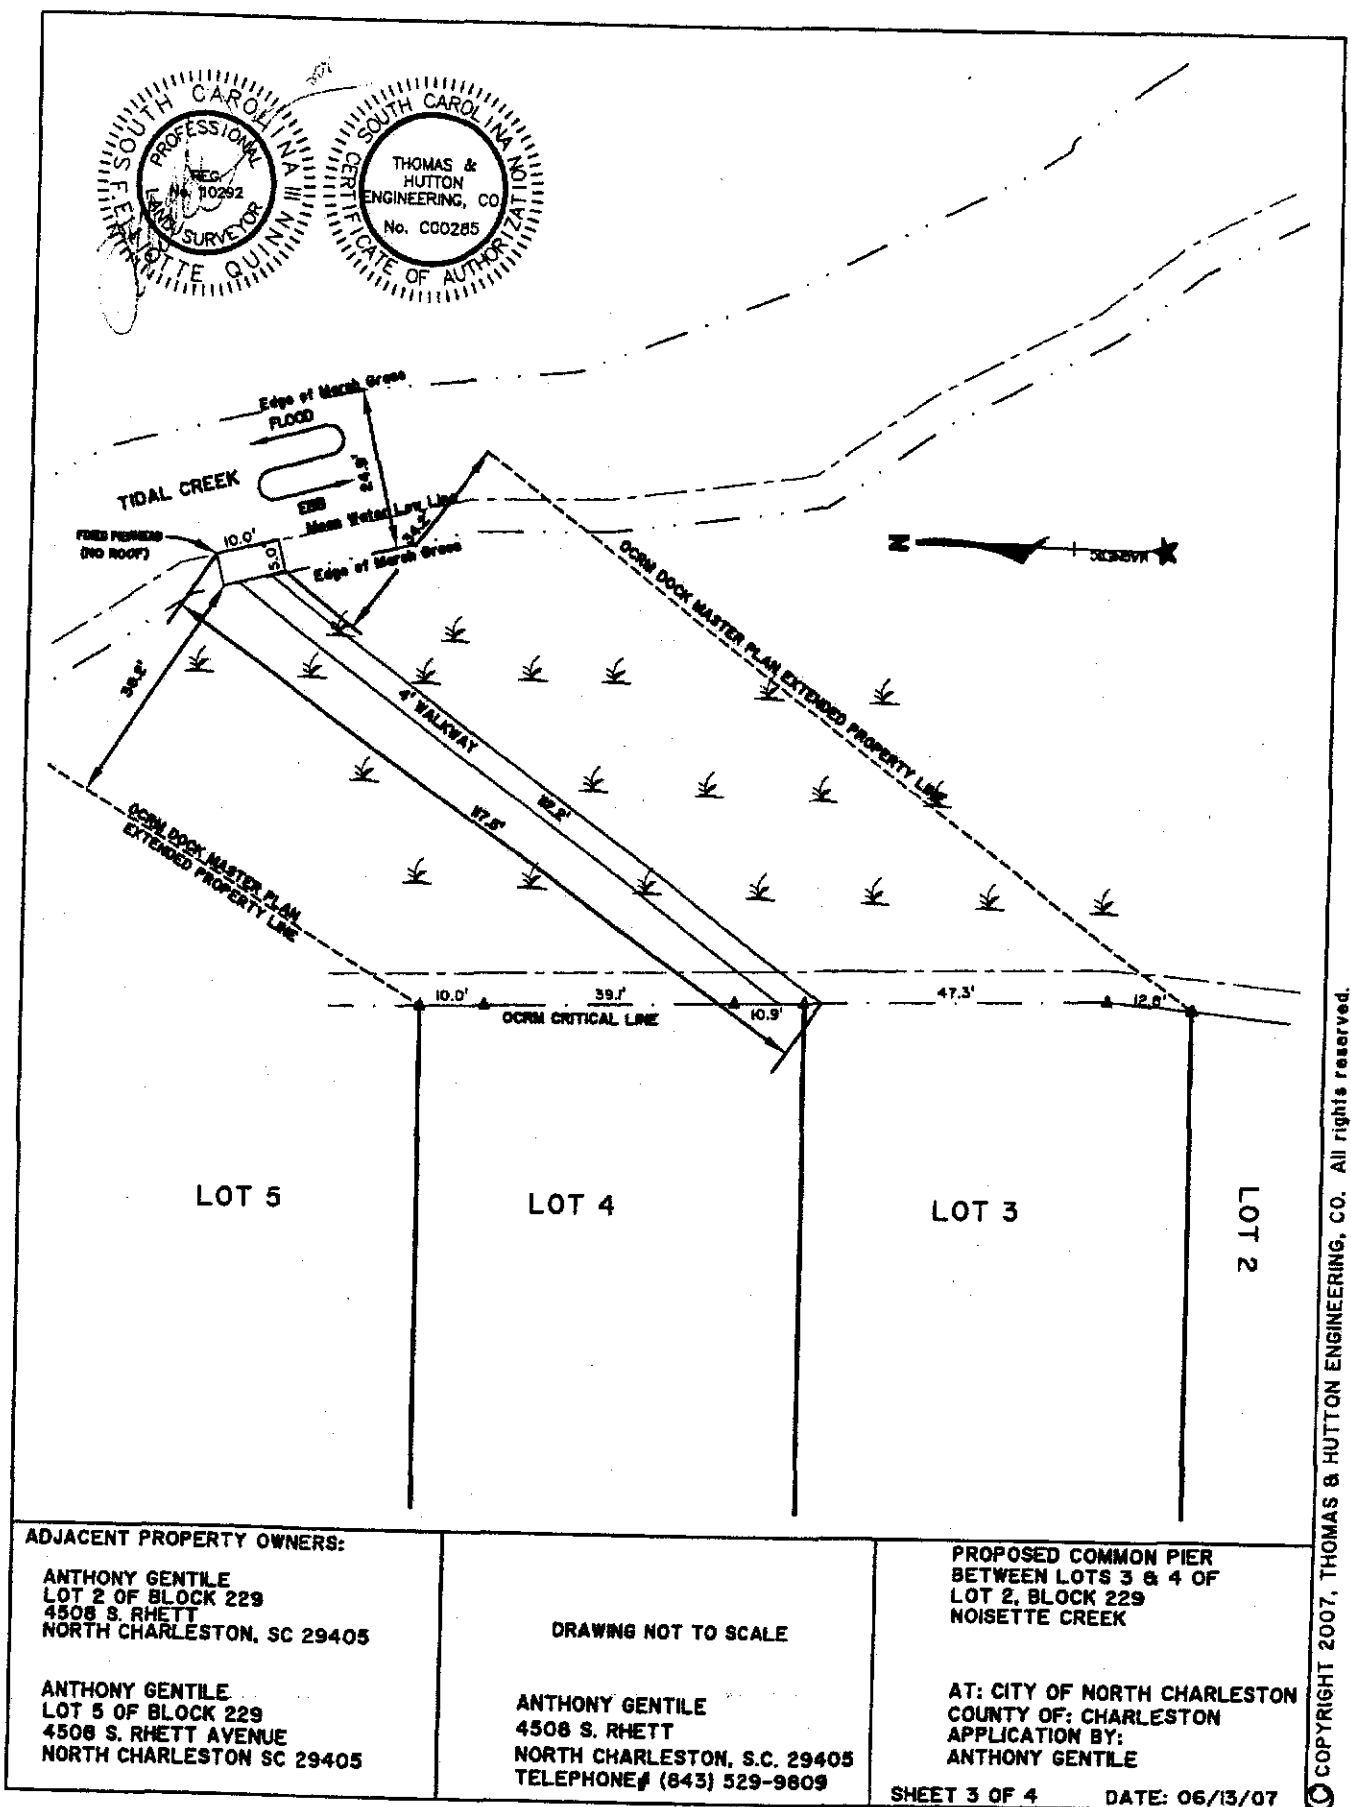 SOUTH CAROLINA
PROFESSIONAL
REG.
No. 10292
LAND SURVEYOR
QUINN III
SOUTH CAROLINA
CERTIFICATE OF AUTHORIZATION
THOMAS &
HUTTON
ENGINEERING, CO
No. C00285
Edge of Marsh Grass
FLOOD
TIDAL CREEK
EBB
24.9'
Mean Water Low Line
34.2'
FIXED PIERHEAD
(NO ROOF)
10.0'
5.0'
Edge of Marsh Grass
N
MAGNETIC
OCRM DOCK MASTER PLAN EXTENDED PROPERTY LINE
4' WALKWAY
112.2'
117.5'
OCRM DOCK MASTER PLAN
EXTENDED PROPERTY LINE
10.0'
39.1'
10.9'
47.3'
12.8'
OCRM CRITICAL LINE
LOT 5
LOT 4
LOT 3
LOT 2
ADJACENT PROPERTY OWNERS:
ANTHONY GENTILE
LOT 2 OF BLOCK 229
4508 S. RHETT
NORTH CHARLESTON, SC 29405
ANTHONY GENTILE
LOT 5 OF BLOCK 229
4508 S. RHETT AVENUE
NORTH CHARLESTON SC 29405
DRAWING NOT TO SCALE
ANTHONY GENTILE
4508 S. RHETT
NORTH CHARLESTON, S.C. 29405
TELEPHONE# (843) 529-9809
PROPOSED COMMON PIER
BETWEEN LOTS 3 & 4 OF
LOT 2, BLOCK 229
NOISETTE CREEK
AT: CITY OF NORTH CHARLESTON
COUNTY OF: CHARLESTON
APPLICATION BY:
ANTHONY GENTILE
SHEET 3 OF 4 DATE: 06/13/07
© COPYRIGHT 2007, THOMAS & HUTTON ENGINEERING, CO. All rights reserved.